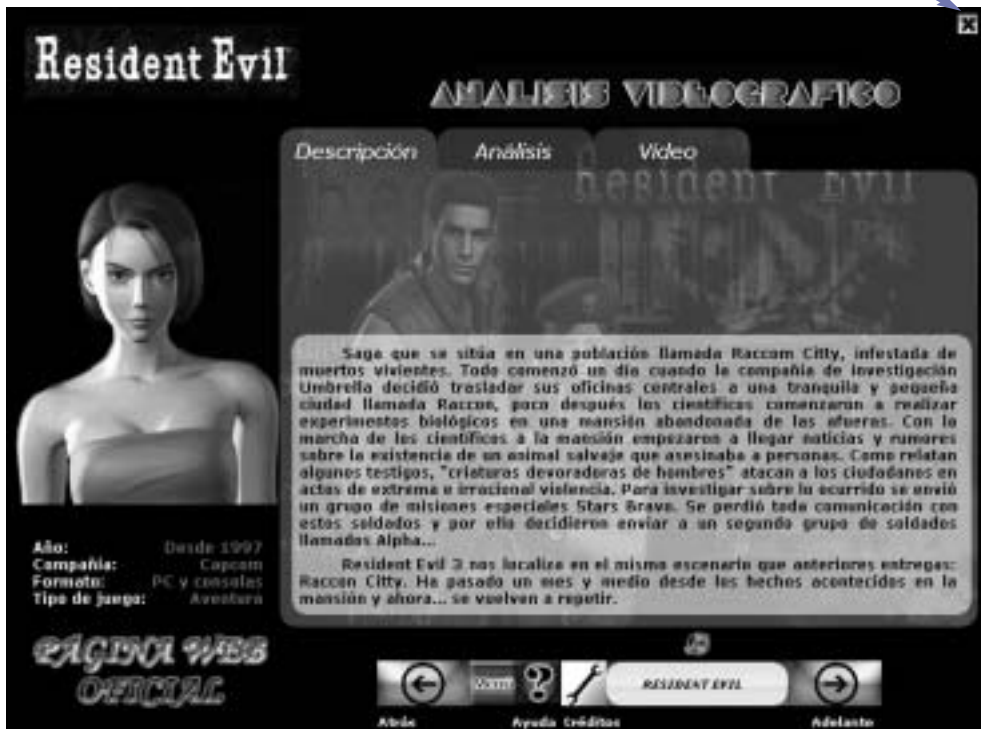 Resident Evil
ANALISIS VIDEOGRAFICO
Descripción
Análisis
Video
Resident Evil
Saga que se sitúa en una población llamada Raccom Citty, infestada de
muertos vivientes. Todo comenzó un día cuando la compañía de investigación
Umbrella decidió trasladar sus oficinas centrales a una tranquila y pequeña
ciudad llamada Raccon, poco después los científicos comenzaron a realizar
experimentos biológicos en una mansión abandonada de las afueras. Con la
marcha de los científicos a la mansión empezaron a llegar noticias y rumores
sobre la existencia de un animal salvaje que asesinaba a personas. Como relatan
algunos testigos, "criaturas devoradoras de hombres" atacan a los ciudadanos en
actos de extrema e irracional violencia. Para investigar sobre lo ocurrido se envió
un grupo de misiones especiales Stars Bravo. Se perdió toda comunicación con
estos soldados y por ello decidieron enviar a un segundo grupo de soldados
llamados Alpha...
Resident Evil 3 nos localiza en el mismo escenario que anteriores entregas:
Raccon Citty. Ha pasado un mes y medio desde los hechos acontecidos en la
mansión y ahora... se vuelven a repetir.
Año: Desde 1997
Compañía: Capcom
Formato: PC y consolas
Tipo de juego: Aventura
PÁGINA WEB
OFICIAL
RESIDENT EVIL
Atrás
Ayuda
Créditos
Adelante